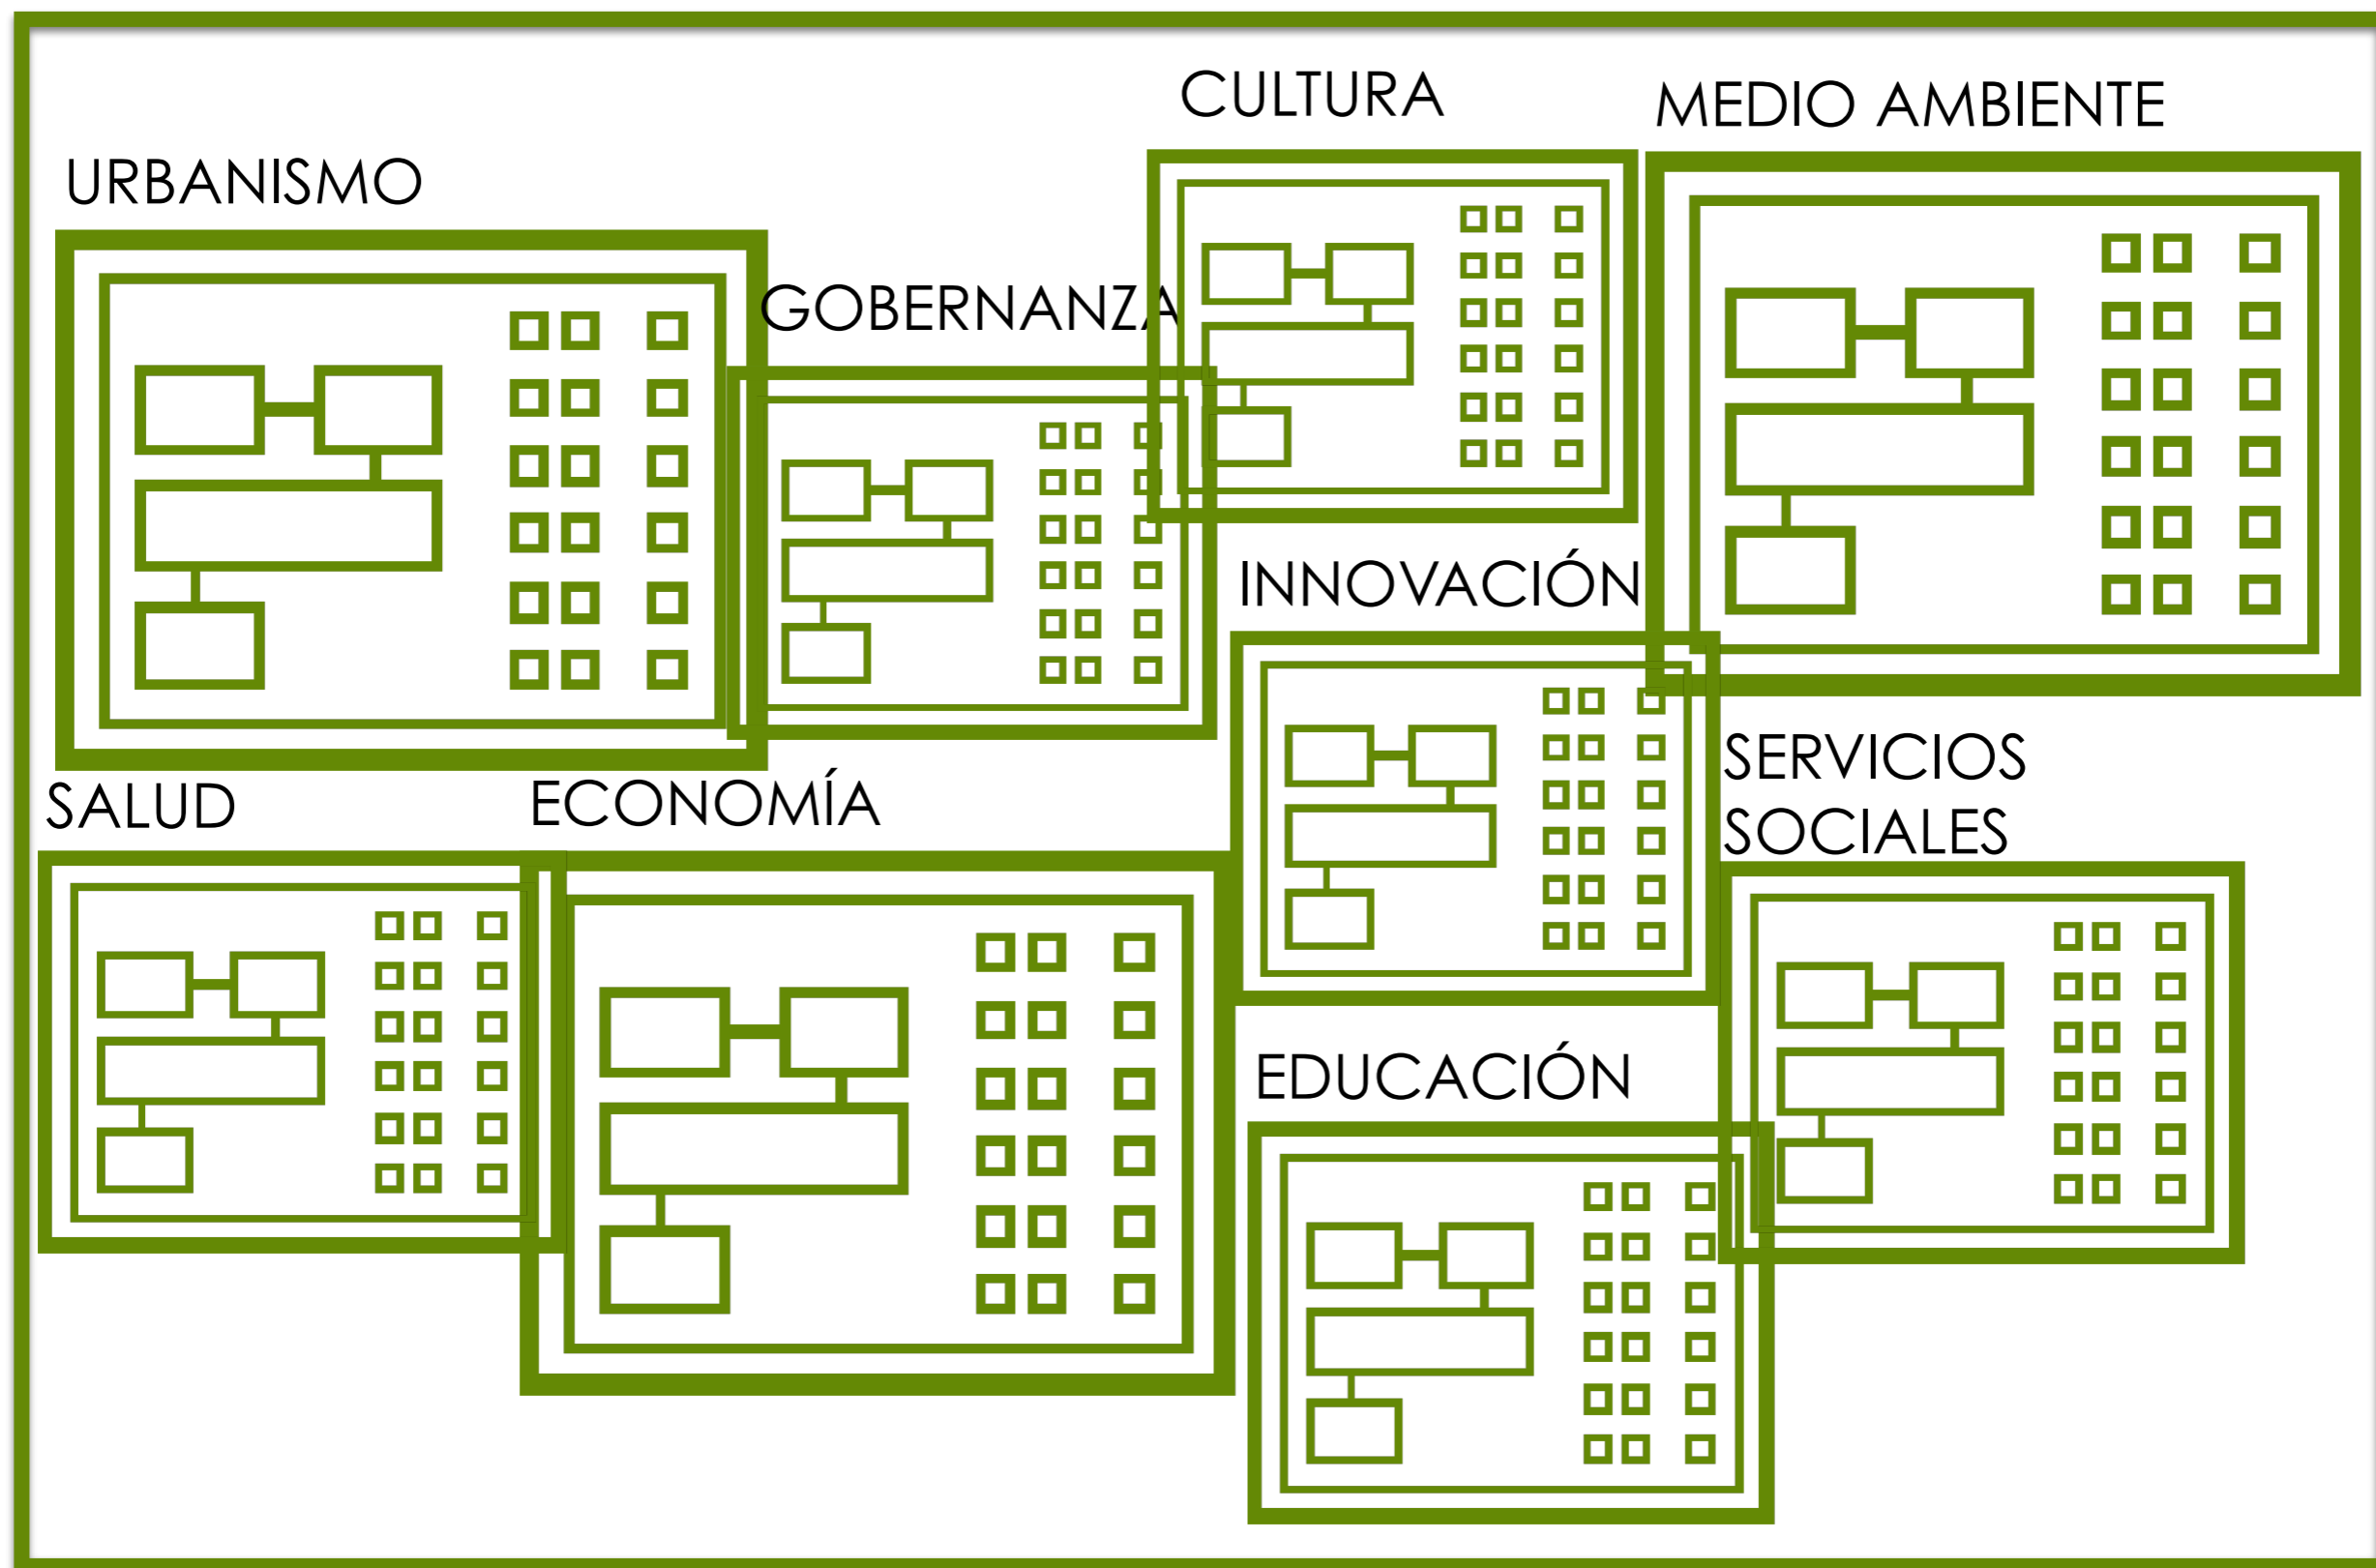 CULTURA
MEDIO AMBIENTE
URBANISMO
GOBERNANZA
INNOVACIÓN
SERVICIOS
SOCIALES
SALUD
ECONOMÍA
EDUCACIÓN